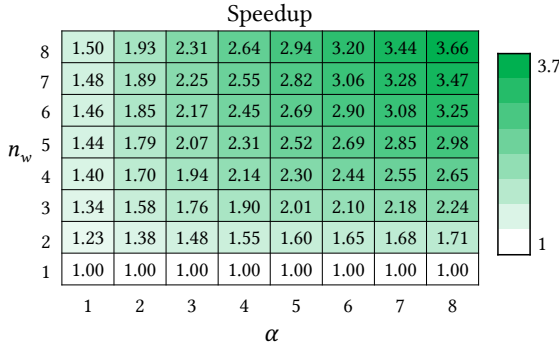 Speedup
8 1.50 1.93 2.31 2.64 2.94 3.20 3.44 3.66
7 1.48 1.89 2.25 2.55 2.82 3.06 3.28 3.47
6 1.46 1.85 2.17 2.45 2.69 2.90 3.08 3.25
5 1.44 1.79 2.07 2.31 2.52 2.69 2.85 2.98
n_w
4 1.40 1.70 1.94 2.14 2.30 2.44 2.55 2.65
3 1.34 1.58 1.76 1.90 2.01 2.10 2.18 2.24
2 1.23 1.38 1.48 1.55 1.60 1.65 1.68 1.71
1 1.00 1.00 1.00 1.00 1.00 1.00 1.00 1.00
1 2 3 4 5 6 7 8
α
3.7
1